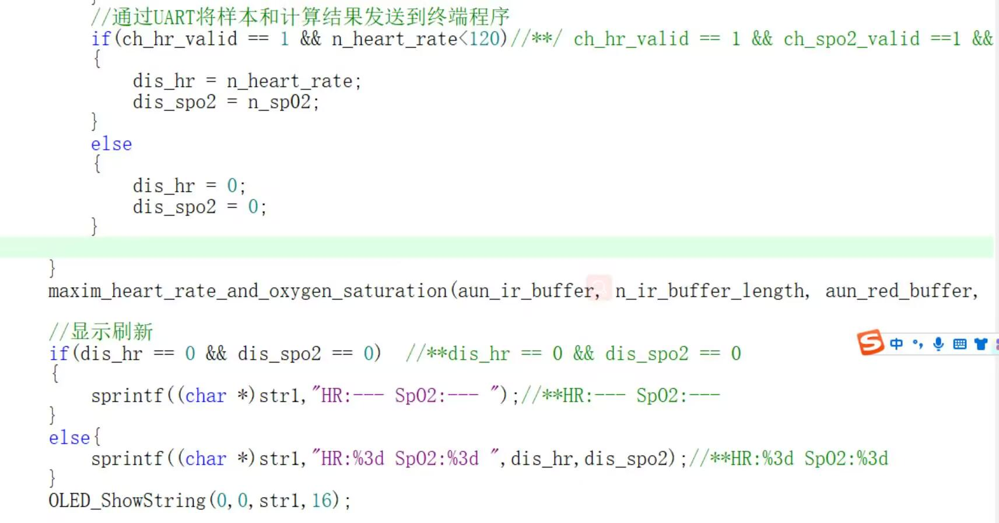 }
//通过UART将样本和计算结果发送到终端程序
if(ch_hr_valid == 1 && n_heart_rate<120)//**/ ch_hr_valid == 1 && ch_spo2_valid ==1 &&
{
dis_hr = n_heart_rate;
dis_spo2 = n_sp02;
}
else
{
dis_hr = 0;
dis_spo2 = 0;
}
}
maxim_heart_rate_and_oxygen_saturation(aun_ir_buffer, n_ir_buffer_length, aun_red_buffer,
//显示刷新
if(dis_hr == 0 && dis_spo2 == 0)  //**dis_hr == 0 && dis_spo2 == 0
{
sprintf((char *)str1,"HR:--- SpO2:--- ");//**HR:--- SpO2:---
}
else{
sprintf((char *)str1,"HR:%3d SpO2:%3d ",dis_hr,dis_spo2);//**HR:%3d SpO2:%3d
}
OLED_ShowString(0,0,str1,16);
S 中 °,